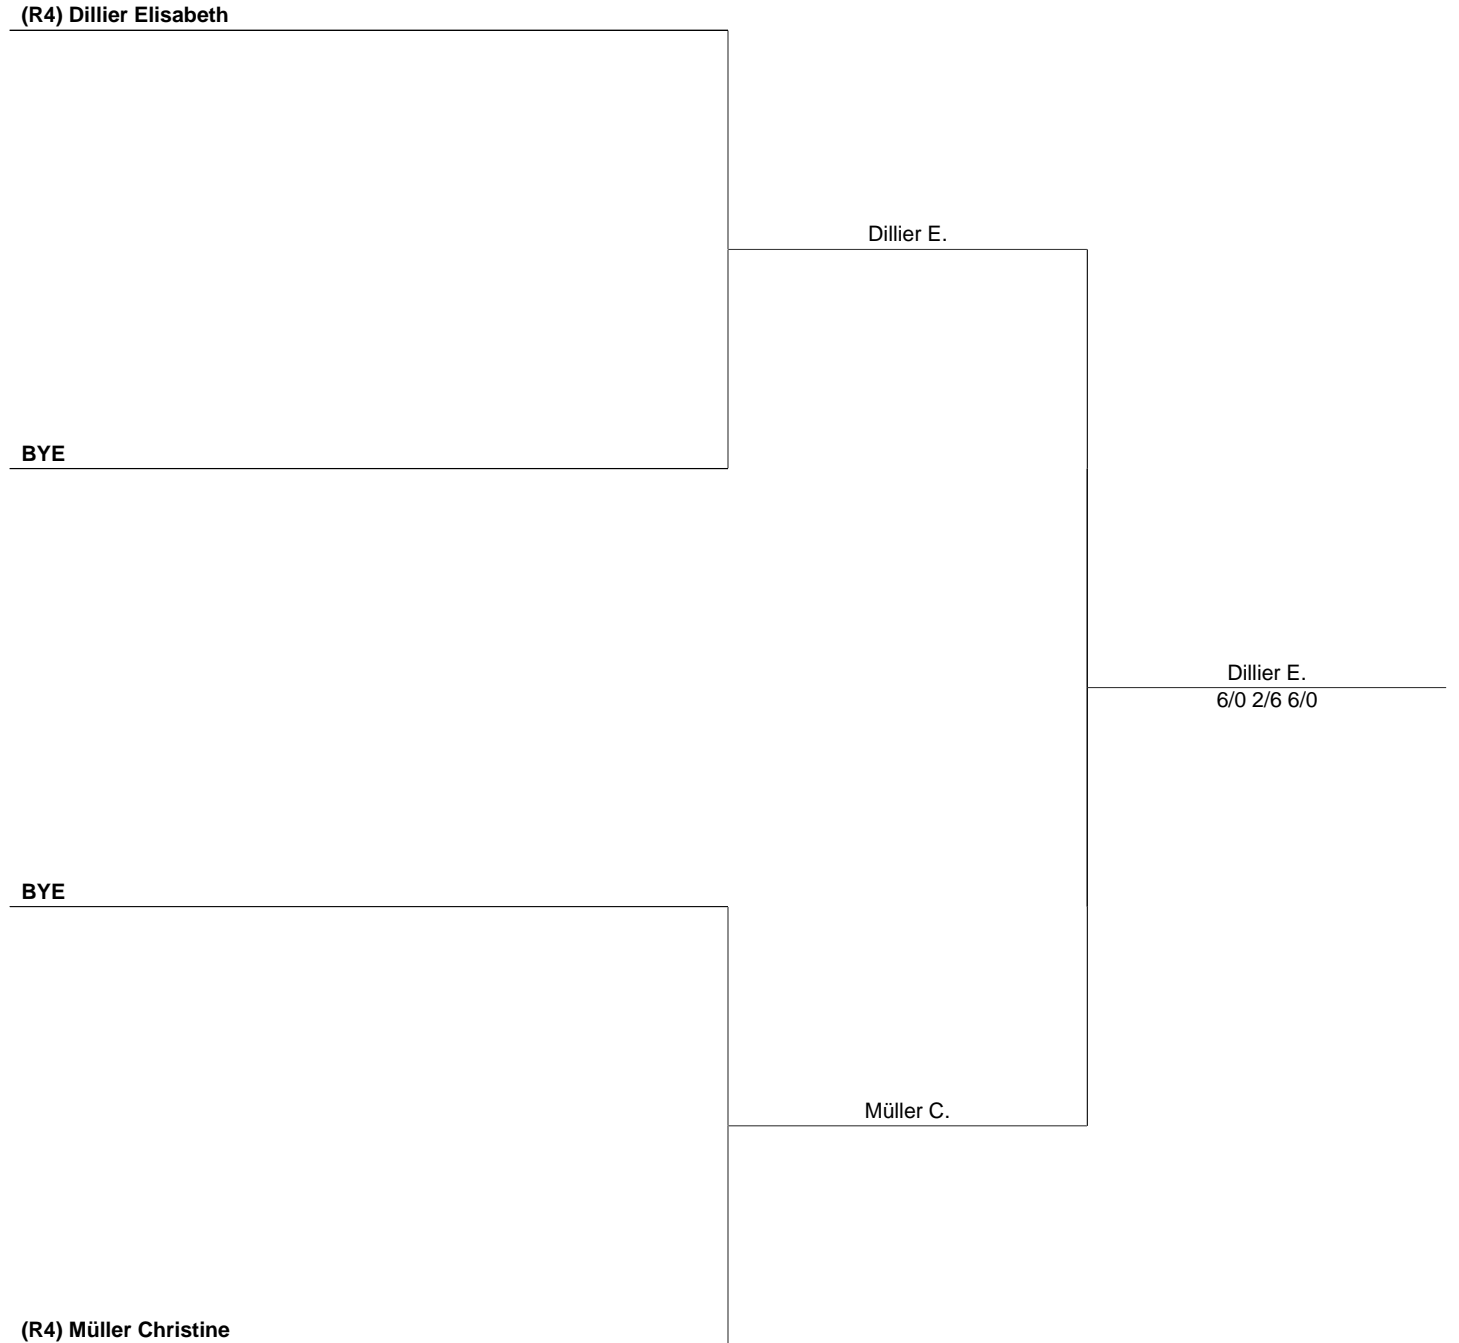 (R4) Dillier Elisabeth
Dillier E.
BYE
Dillier E.
6/0 2/6 6/0
BYE
Müller C.
(R4) Müller Christine